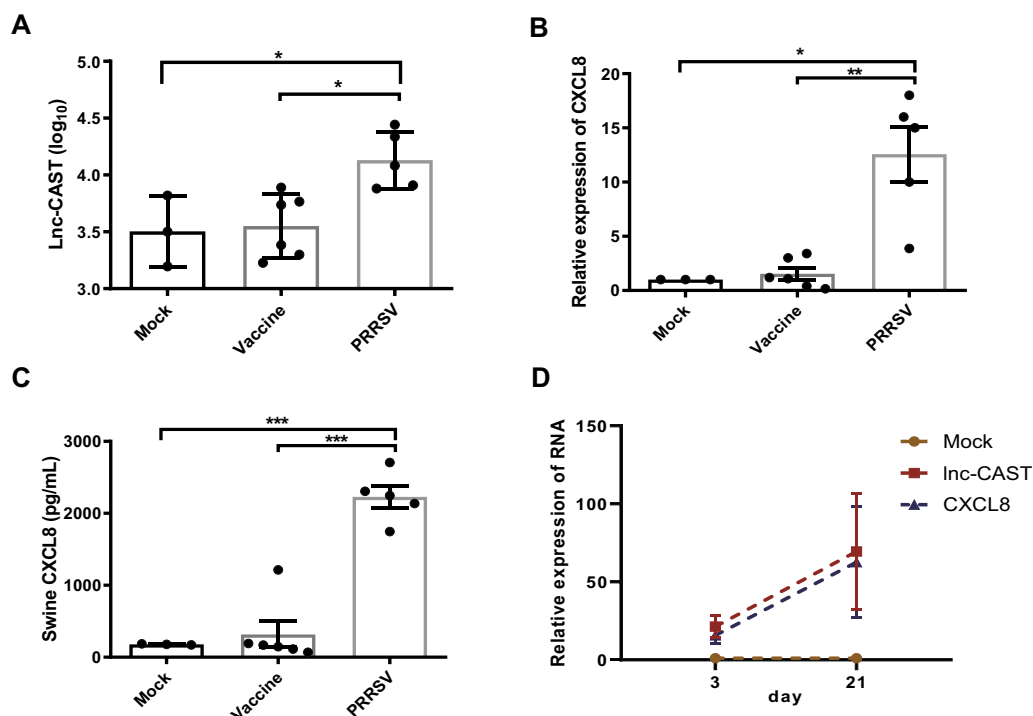 A
Lnc-CAST (log10)
5.0
4.5
4.0
3.5
3.0
*
*
Mock
Vaccine
PRRSV
B
Relative expression of CXCL8
20
15
10
5
0
*
**
Mock
Vaccine
PRRSV
C
Swine CXCL8 (pg/mL)
3000
2000
1000
0
***
***
Mock
Vaccine
PRRSV
D
Relative expression of RNA
150
100
50
0
3
21
day
Mock
lnc-CAST
CXCL8